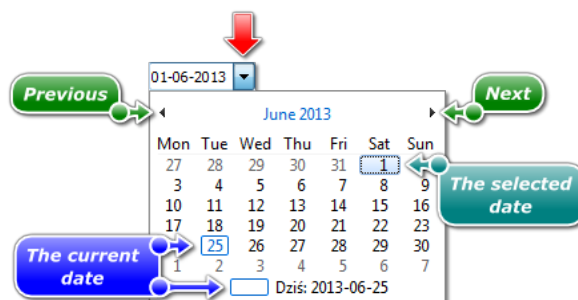 01-06-2013
Previous
Next
June 2013
Mon Tue Wed Thu Fri Sat Sun
27 28 29 30 31 1
3 4 5 6 7 8 9
10 11 12 13 14 15 16
17 18 19 20 21 22 23
25 26 27 28 29 30
1 2 3 4 5 6 7
Dziś: 2013-06-25
The selected
date
The current
date